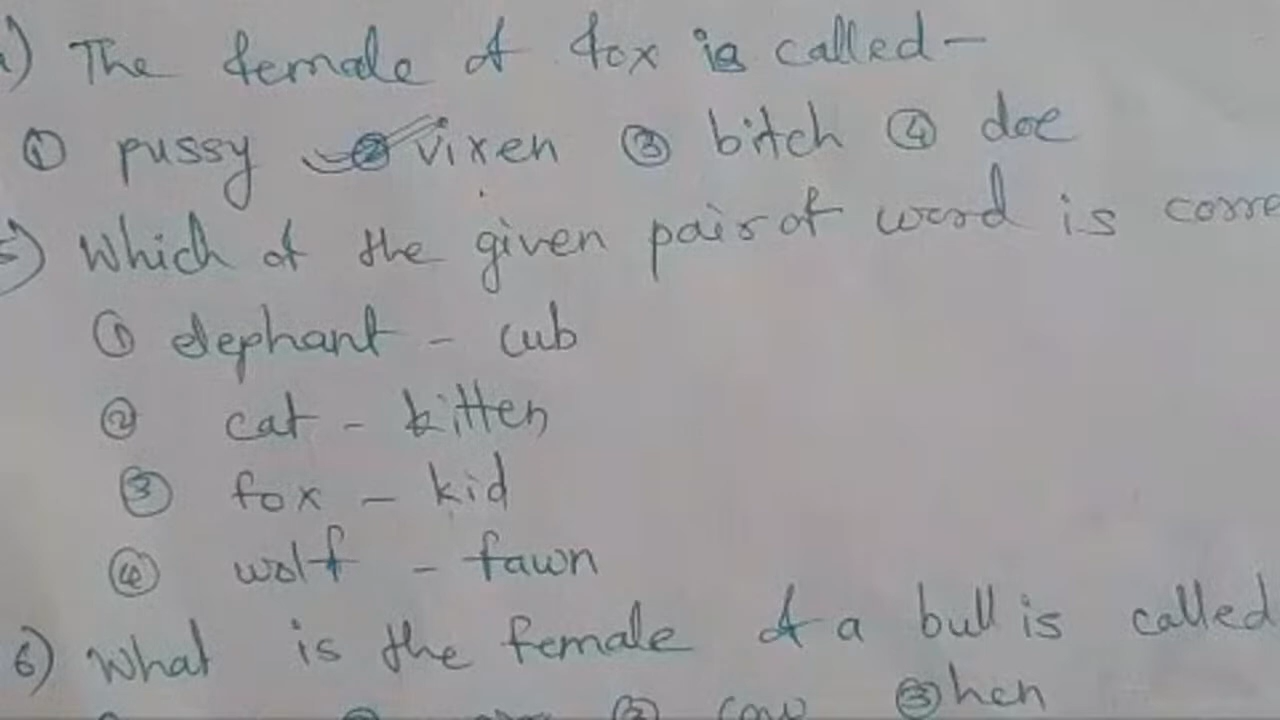 ) The female of fox is called-
① pussy ② vixen ③ bitch ④ doe
5) Which of the given pair of word is corre
① elephant - cub
② cat - kitten
③ fox - kid
④ wolf - fawn
6) What is the female of a bull is called
② cow ③ hen